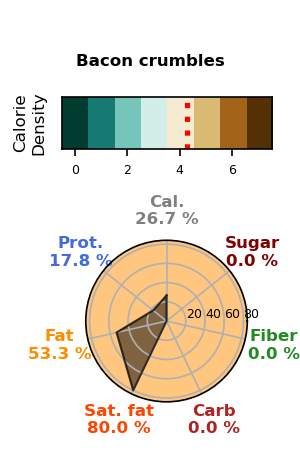 Bacon crumbles
Calorie
Density
0 2 4 6
Cal.
26.7 %
Prot.
17.8 %
Sugar
0.0 %
20 40 60 80
Fat
53.3 %
Fiber
0.0 %
Sat. fat
80.0 %
Carb
0.0 %